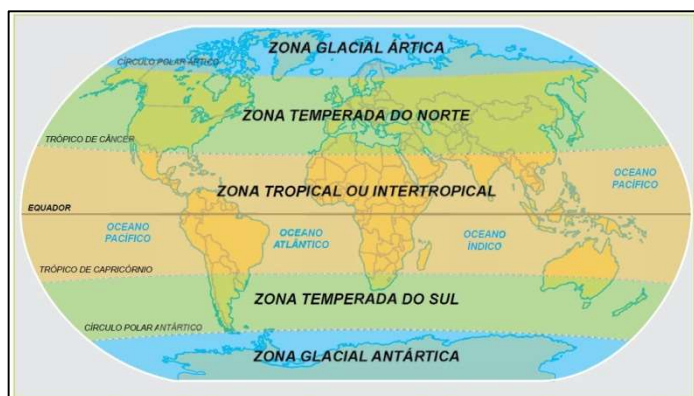 ZONA GLACIAL ÁRTICA
CÍRCULO POLAR ÁRTICO
ZONA TEMPERADA DO NORTE
TRÓPICO DE CÂNCER
OCEANO
PACÍFICO
ZONA TROPICAL OU INTERTROPICAL
EQUADOR
OCEANO
PACÍFICO
OCEANO
ATLÂNTICO
OCEANO
ÍNDICO
TRÓPICO DE CAPRICÓRNIO
ZONA TEMPERADA DO SUL
CÍRCULO POLAR ANTÁRTICO
ZONA GLACIAL ANTÁRTICA